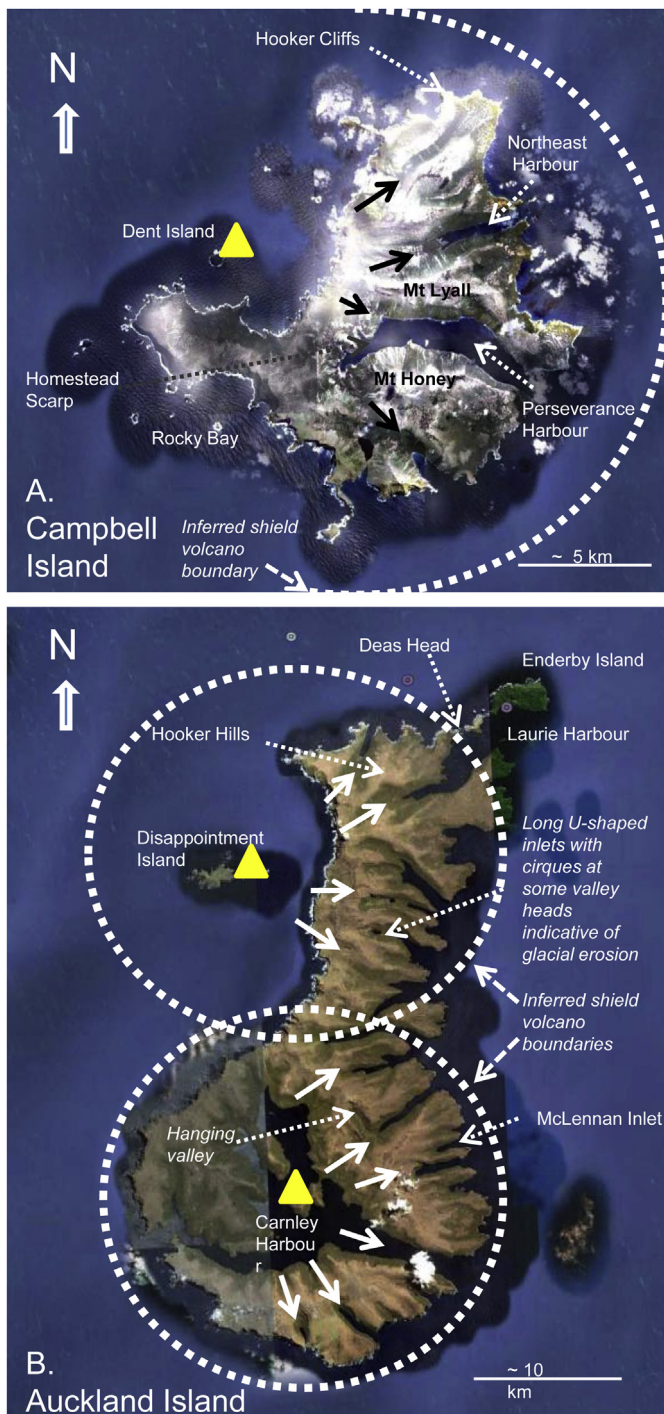 Hooker Cliffs
N
Northeast
Harbour
Dent Island
Mt Lyall
Homestead
Scarp
Mt Honey
Rocky Bay
Perseverance
Harbour
A.
Campbell
Island
Inferred shield
volcano
boundary
~ 5 km
N
Deas Head
Enderby Island
Hooker Hills
Laurie Harbour
Disappointment
Island
Long U-shaped
inlets with
cirques at
some valley
heads
indicative of
glacial erosion
Inferred shield
volcano
boundaries
McLennan Inlet
Hanging
valley
Carnley
Harbou
r
B.
Auckland Island
~ 10
km